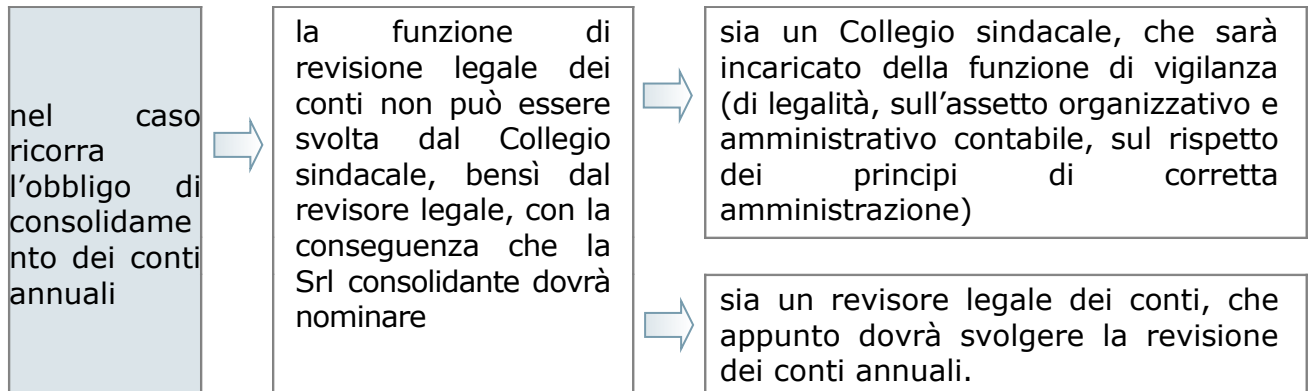 nel caso
ricorra
l’obbligo di
consolidame
nto dei conti
annuali
la funzione di
revisione legale dei
conti non può essere
svolta dal Collegio
sindacale, bensì dal
revisore legale, con la
conseguenza che la
Srl consolidante dovrà
nominare
sia un Collegio sindacale, che sarà
incaricato della funzione di vigilanza
(di legalità, sull’assetto organizzativo e
amministrativo contabile, sul rispetto
dei principi di corretta
amministrazione)
sia un revisore legale dei conti, che
appunto dovrà svolgere la revisione
dei conti annuali.